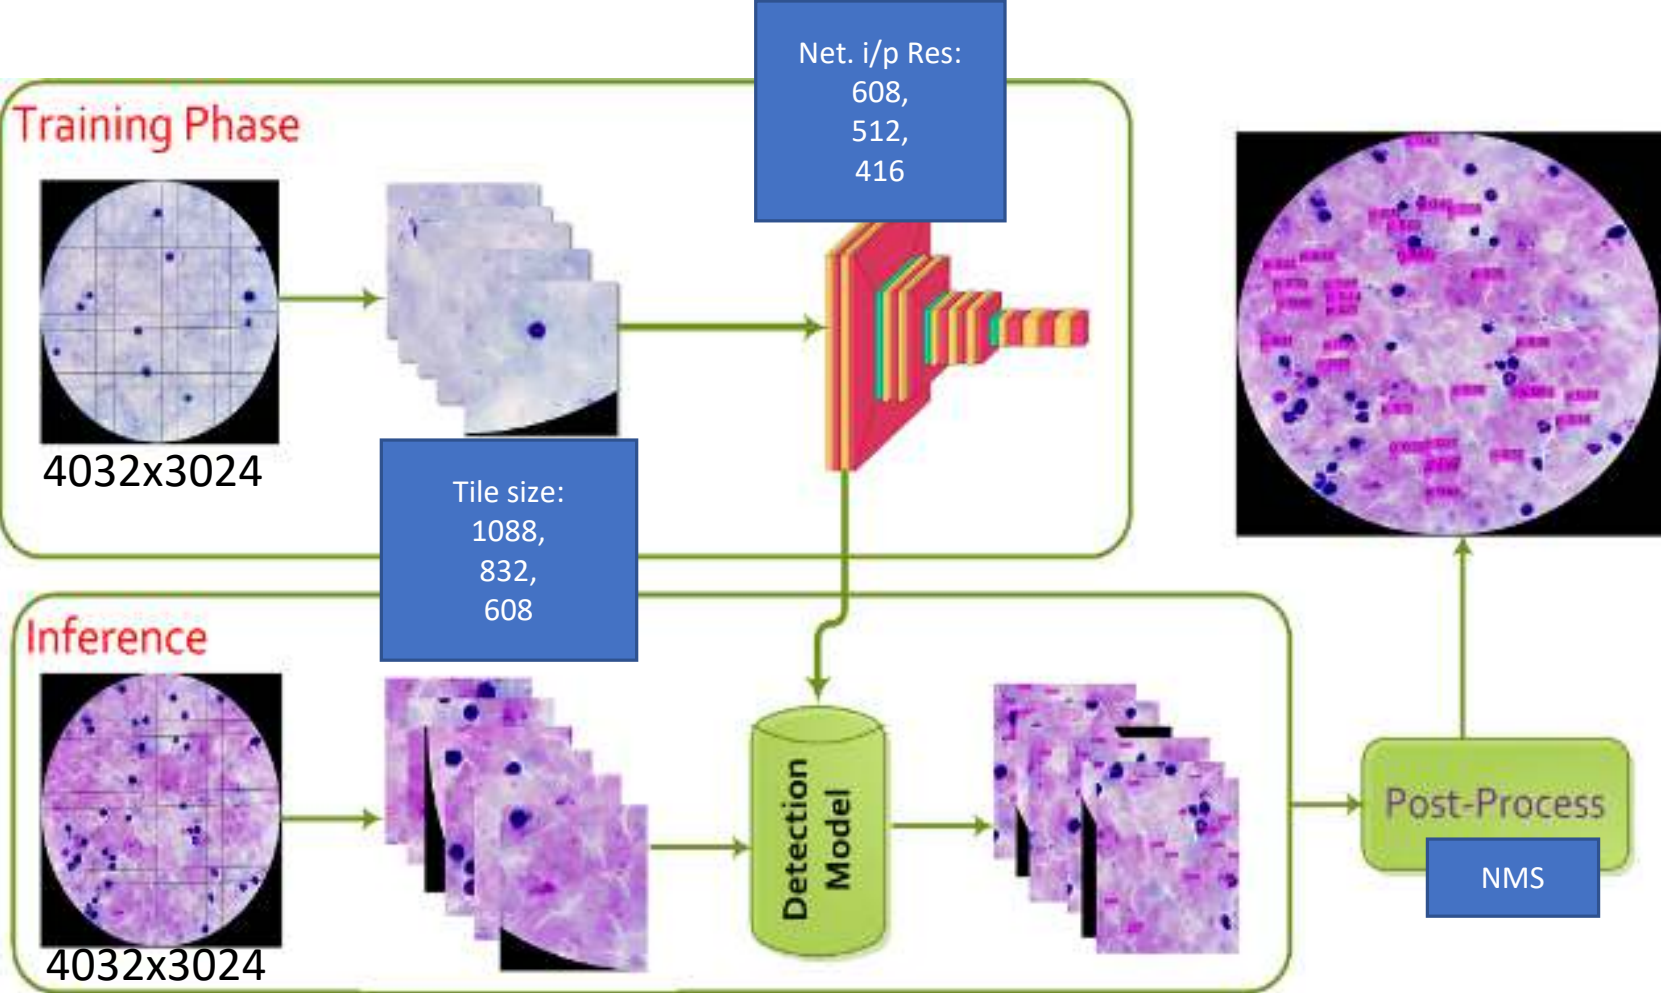 Net. i/p Res:
608,
512,
416
Training Phase
4032x3024
Tile size:
1088,
832,
608
Inference
4032x3024
Detection
Model
Post-Process
NMS